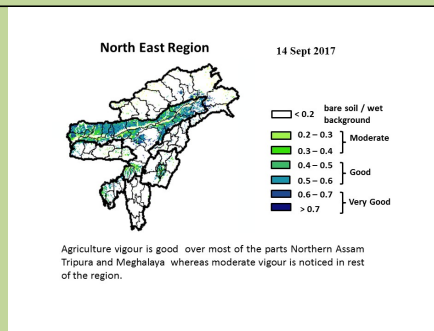 North East Region
14 Sept 2017
< 0.2 bare soil / wet
background
0.2 – 0.3
Moderate
0.3 – 0.4
0.4 – 0.5
Good
0.5 – 0.6
0.6 – 0.7
Very Good
> 0.7
Agriculture vigour is good over most of the parts Northern Assam
Tripura and Meghalaya whereas moderate vigour is noticed in rest
of the region.